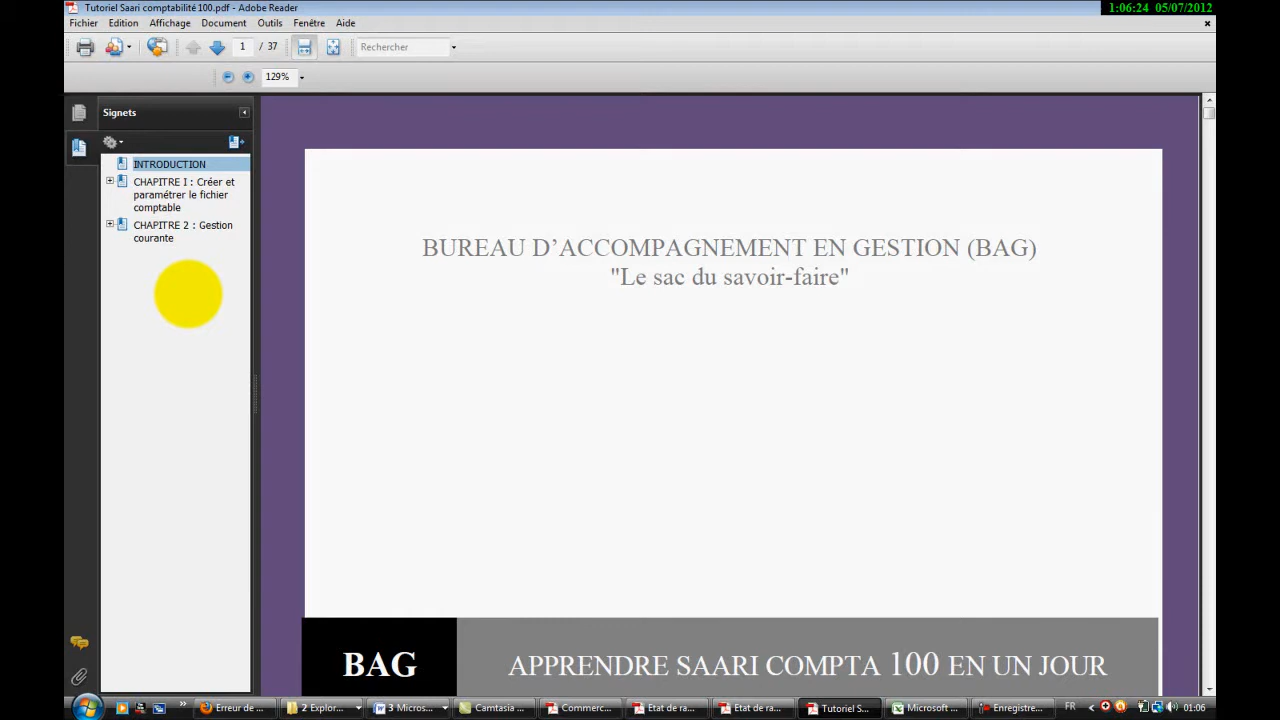 Tutoriel Saari comptabilité 100.pdf - Adobe Reader
1:06:24 05/07/2012
Fichier Edition Affichage Document Outils Fenêtre Aide
1 / 37
Rechercher
129%
Signets
INTRODUCTION
CHAPITRE I : Créer et
paramétrer le fichier
comptable
CHAPITRE 2 : Gestion
courante
BUREAU D’ACCOMPAGNEMENT EN GESTION (BAG)
"Le sac du savoir-faire"
BAG
APPRENDRE SAARI COMPTA 100 EN UN JOUR
Erreur de ...
2 Explor...
3 Micros...
Camtasia ...
Commerc...
Etat de ra...
Etat de ra...
Tutoriel S...
Microsoft ...
Enregistre...
FR
01:06